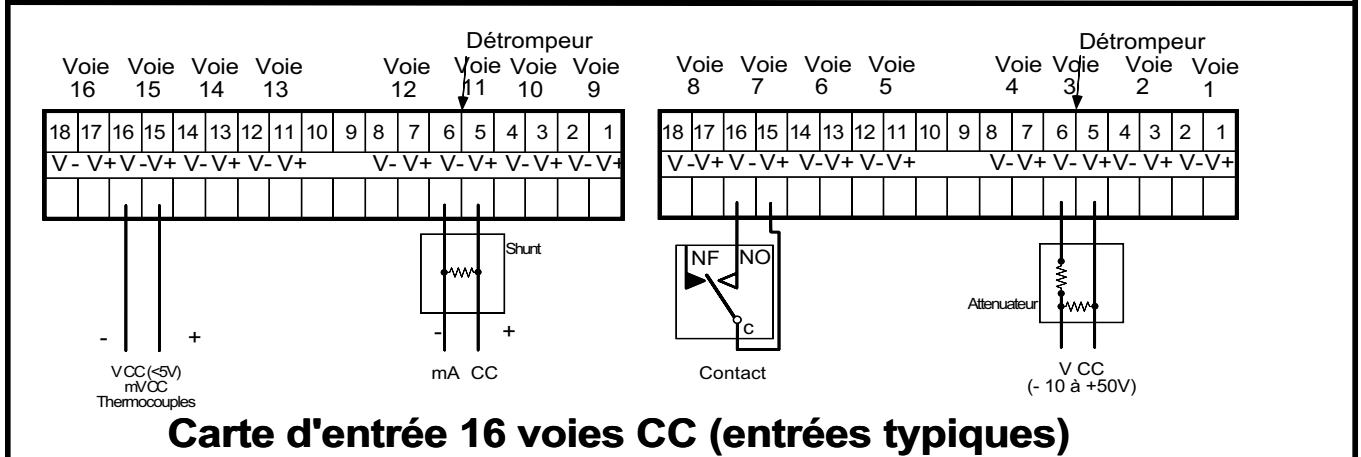 Détrompeur
Voie 16 Voie 15 Voie 14 Voie 13 Voie 12 Voie 11 Voie 10 Voie 9
18 17 16 15 14 13 12 11 10 9 8 7 6 5 4 3 2 1
V - V+ V - V+ V- V+ V- V+ V- V+ V- V+ V- V+ V- V+
Shunt
- +
- +
V CC (<5V)
mVCC
Thermocouples
mA CC
Détrompeur
Voie 8 Voie 7 Voie 6 Voie 5 Voie 4 Voie 3 Voie 2 Voie 1
18 17 16 15 14 13 12 11 10 9 8 7 6 5 4 3 2 1
V - V+ V - V+ V- V+ V- V+ V- V+ V- V+ V- V+ V- V+
NF NO
c
Contact
Attenuateur
V CC
(- 10 à +50V)
Carte d'entrée 16 voies CC (entrées typiques)